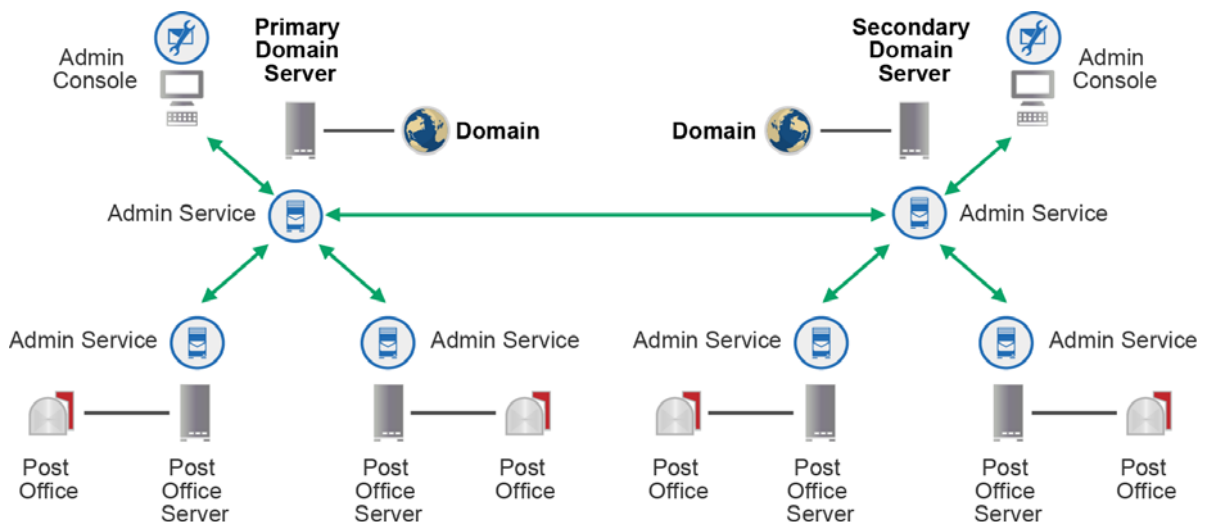 Admin
Console
Primary
Domain
Server
Secondary
Domain
Server
Admin
Console
Domain
Domain
Admin Service
Admin Service
Admin Service
Admin Service
Admin Service
Admin Service
Post
Office
Post
Office
Server
Post
Office
Server
Post
Office
Post
Office
Post
Office
Server
Post
Office
Server
Post
Office